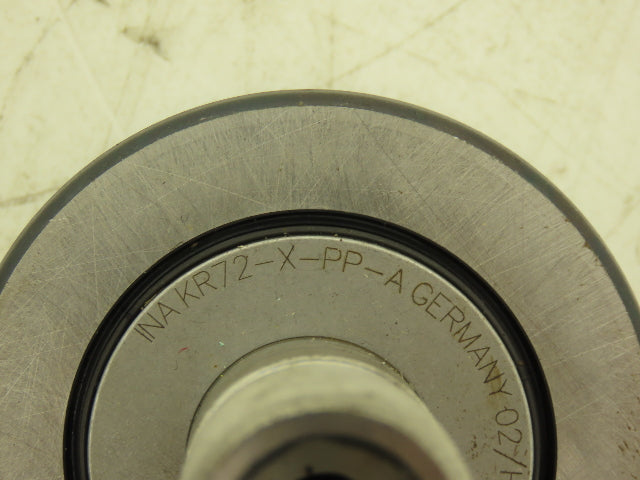 INA KR72-X-PP-A GERMANY 02/